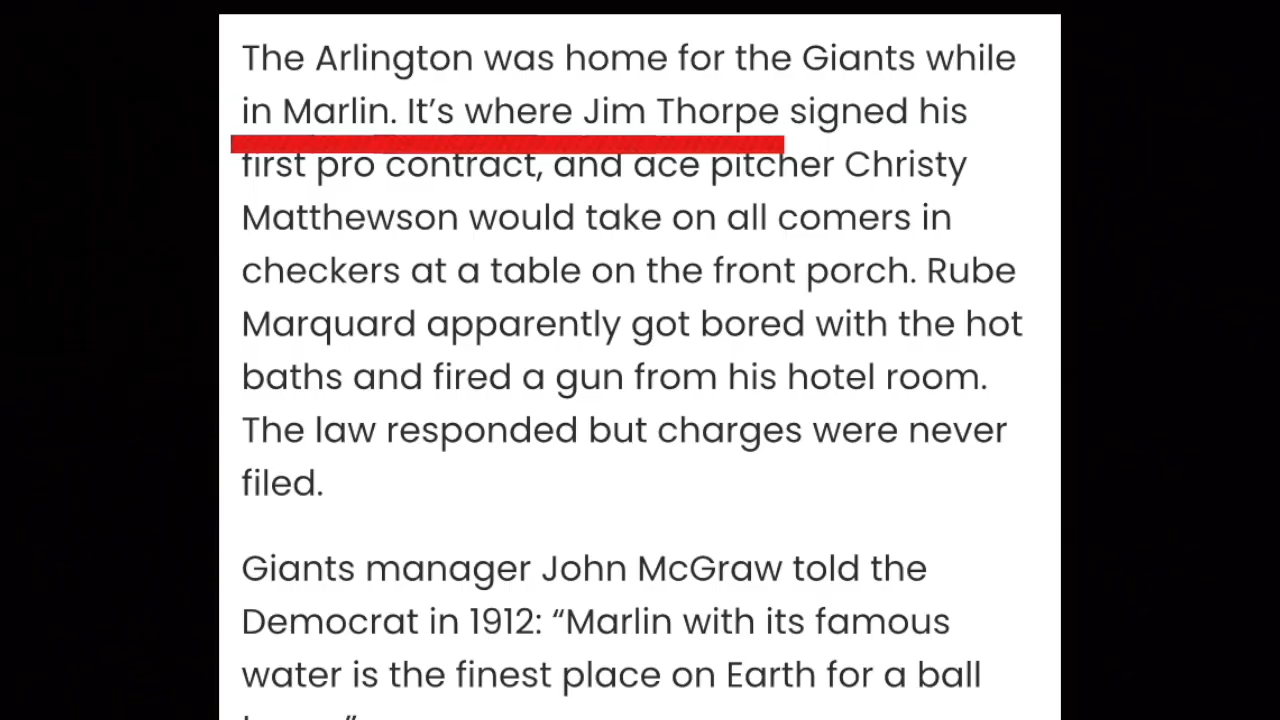 The Arlington was home for the Giants while
in Marlin. It’s where Jim Thorpe signed his
first pro contract, and ace pitcher Christy
Matthewson would take on all comers in
checkers at a table on the front porch. Rube
Marquard apparently got bored with the hot
baths and fired a gun from his hotel room.
The law responded but charges were never
filed.
Giants manager John McGraw told the
Democrat in 1912: “Marlin with its famous
water is the finest place on Earth for a ball